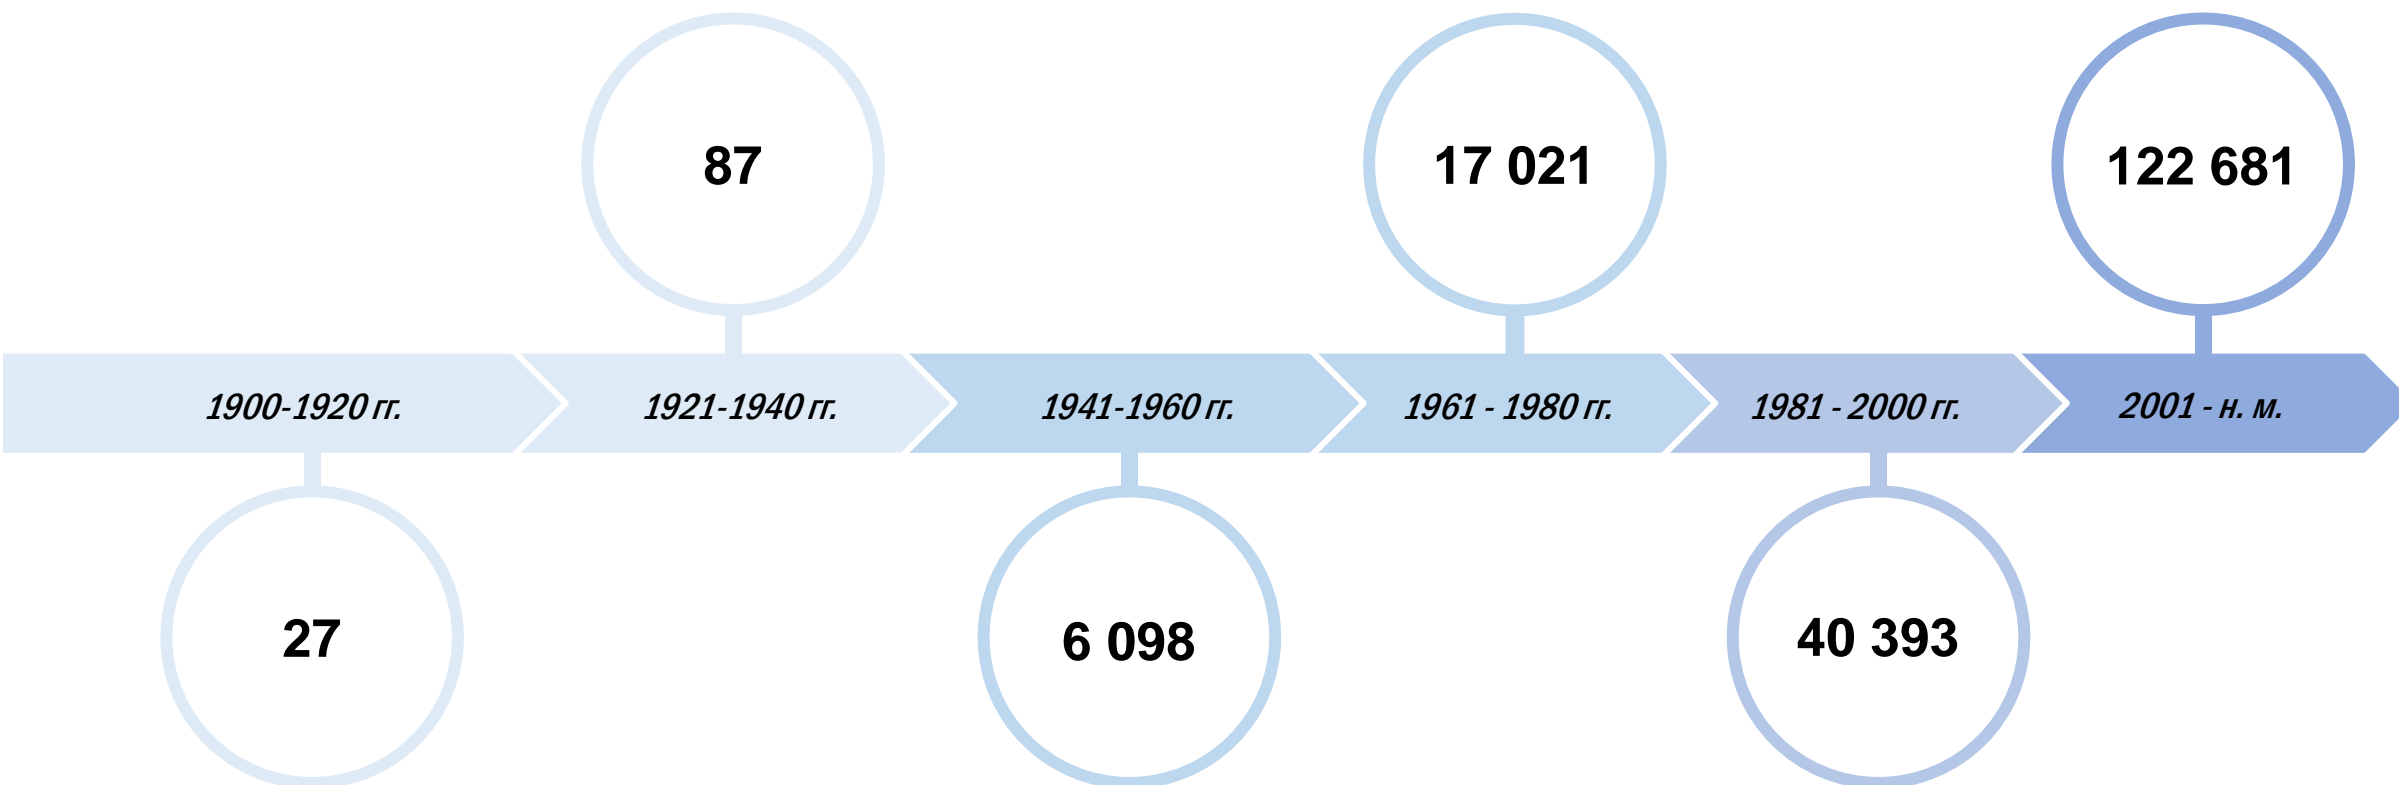 87
17 021
122 681
1900-1920 гг.
1921-1940 гг.
1941-1960 гг.
1961 - 1980 гг.
1981 - 2000 гг.
2001 - н. м.
27
6 098
40 393